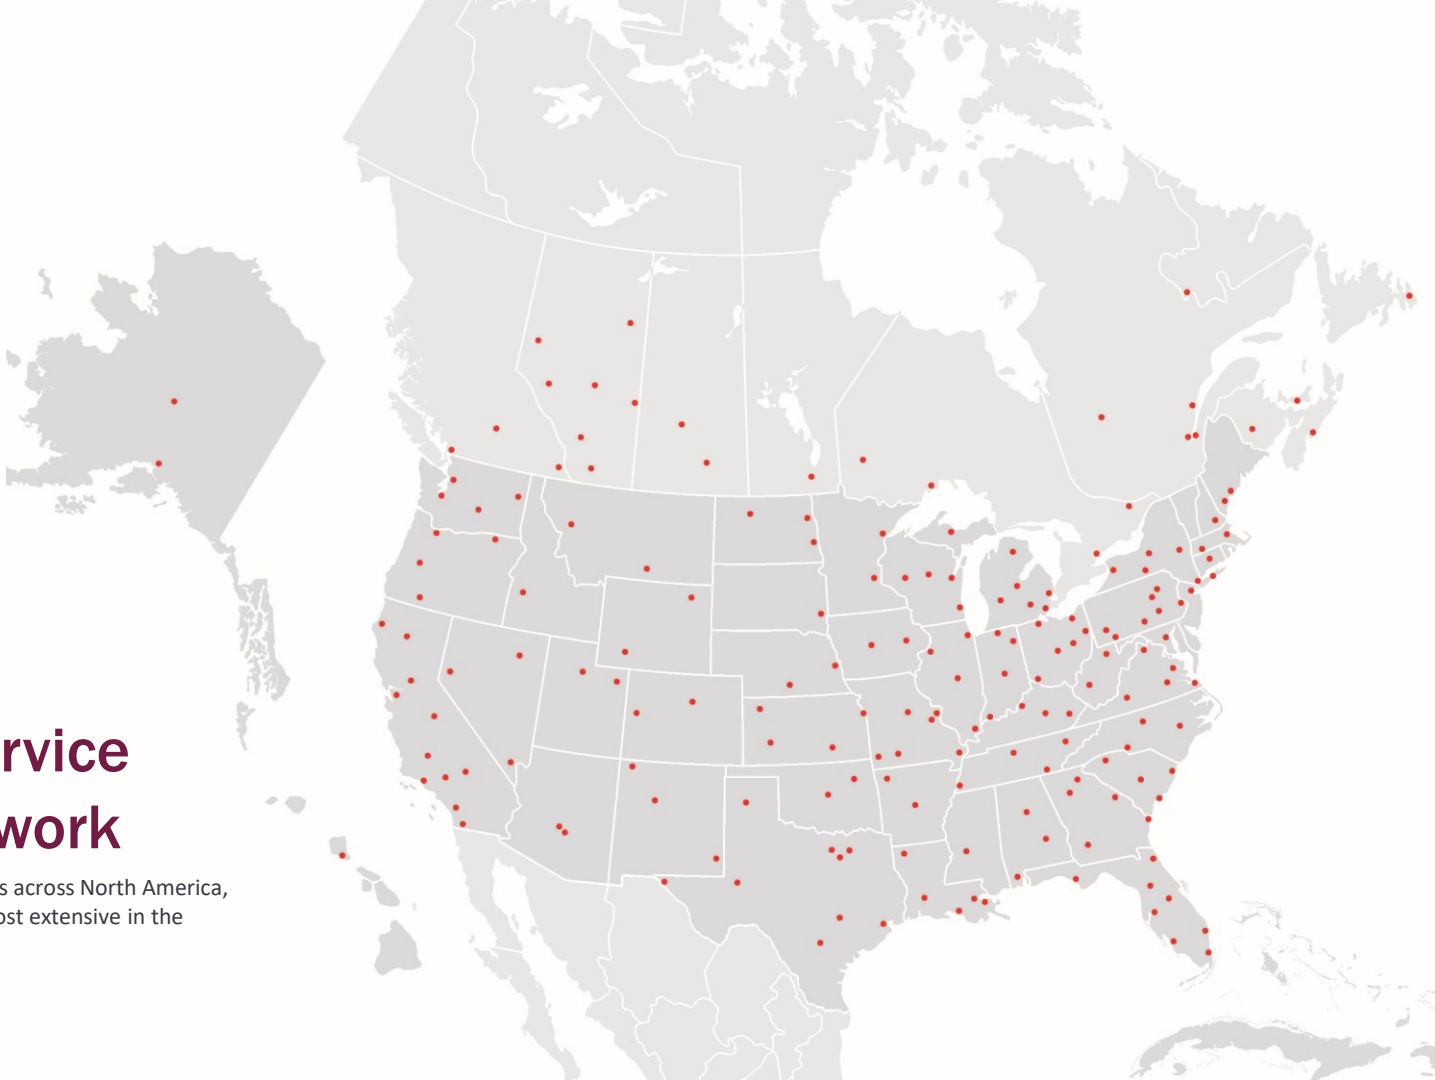 rvice
work
s across North America,
ost extensive in the